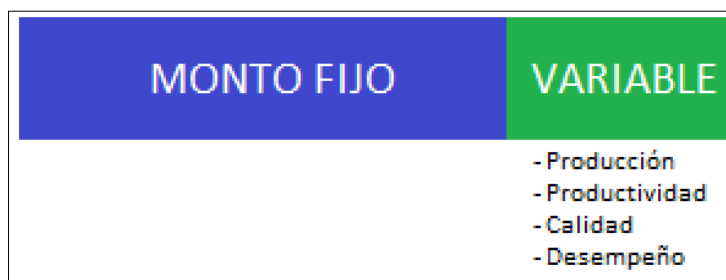 MONTO FIJO
VARIABLE
- Producción
- Productividad
- Calidad
- Desempeño